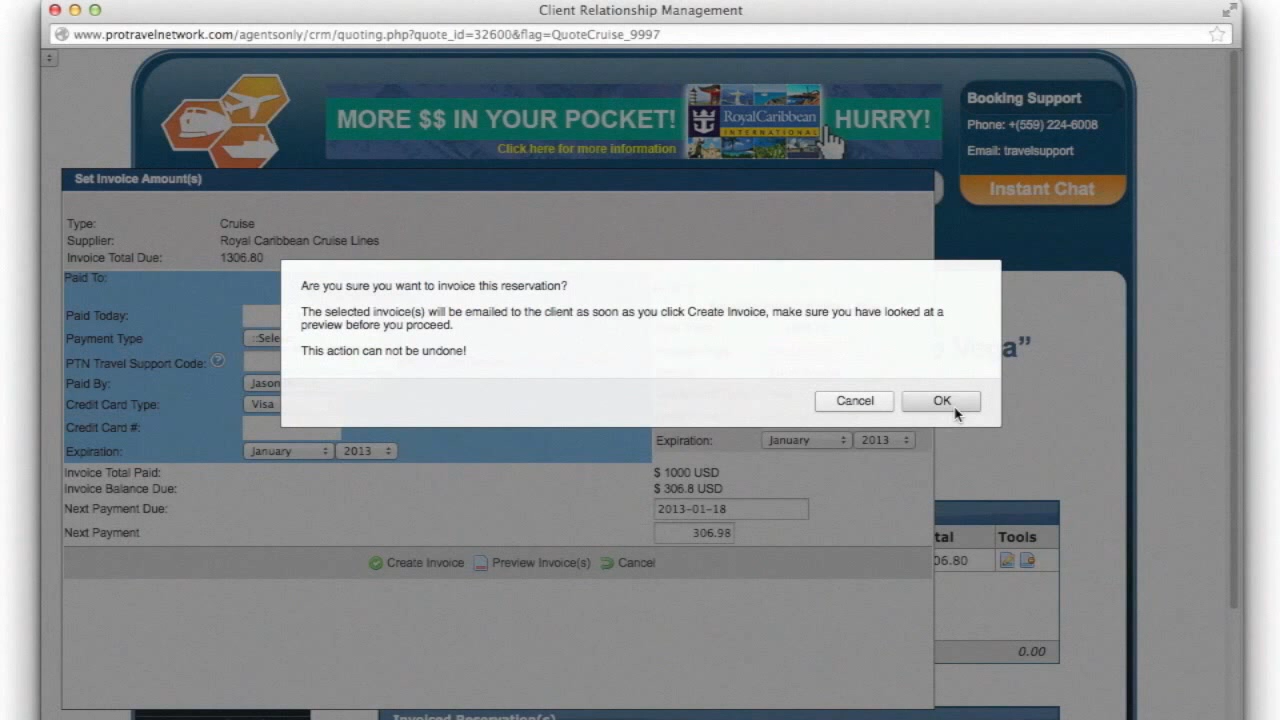 Client Relationship Management
www.protravelnetwork.com/agentsonly/crm/quoting.php?quote_id=32600&flag=QuoteCruise_9997
MORE $$ IN YOUR POCKET!
Click here for more information
RoyalCaribbean
INTERNATIONAL
HURRY!
Booking Support
Phone: +(559) 224-6008
Email: travelsupport
Instant Chat
Set Invoice Amount(s)
Type: Cruise
Supplier: Royal Caribbean Cruise Lines
Invoice Total Due: 1306.80
Paid To:
Paid Today:
Payment Type ::Sele
PTN Travel Support Code:
Paid By: Jason
Credit Card Type: Visa
Credit Card #:
Expiration: January 2013
Are you sure you want to invoice this reservation?
The selected invoice(s) will be emailed to the client as soon as you click Create Invoice, make sure you have looked at a
preview before you proceed.
This action can not be undone!
Cancel OK
Expiration: January 2013
Invoice Total Paid: $ 1000 USD
Invoice Balance Due: $ 306.8 USD
Next Payment Due: 2013-01-18
Next Payment 306.98
Create Invoice Preview Invoice(s) Cancel
tal Tools
06.80
0.00
Invoiced Reservation(s)